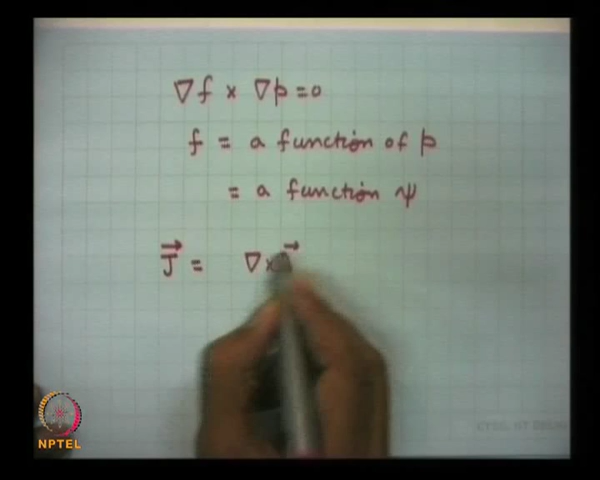 ∇f × ∇p = 0
f = a function of p
= a function ψ
J⃗ = ∇×
NPTEL